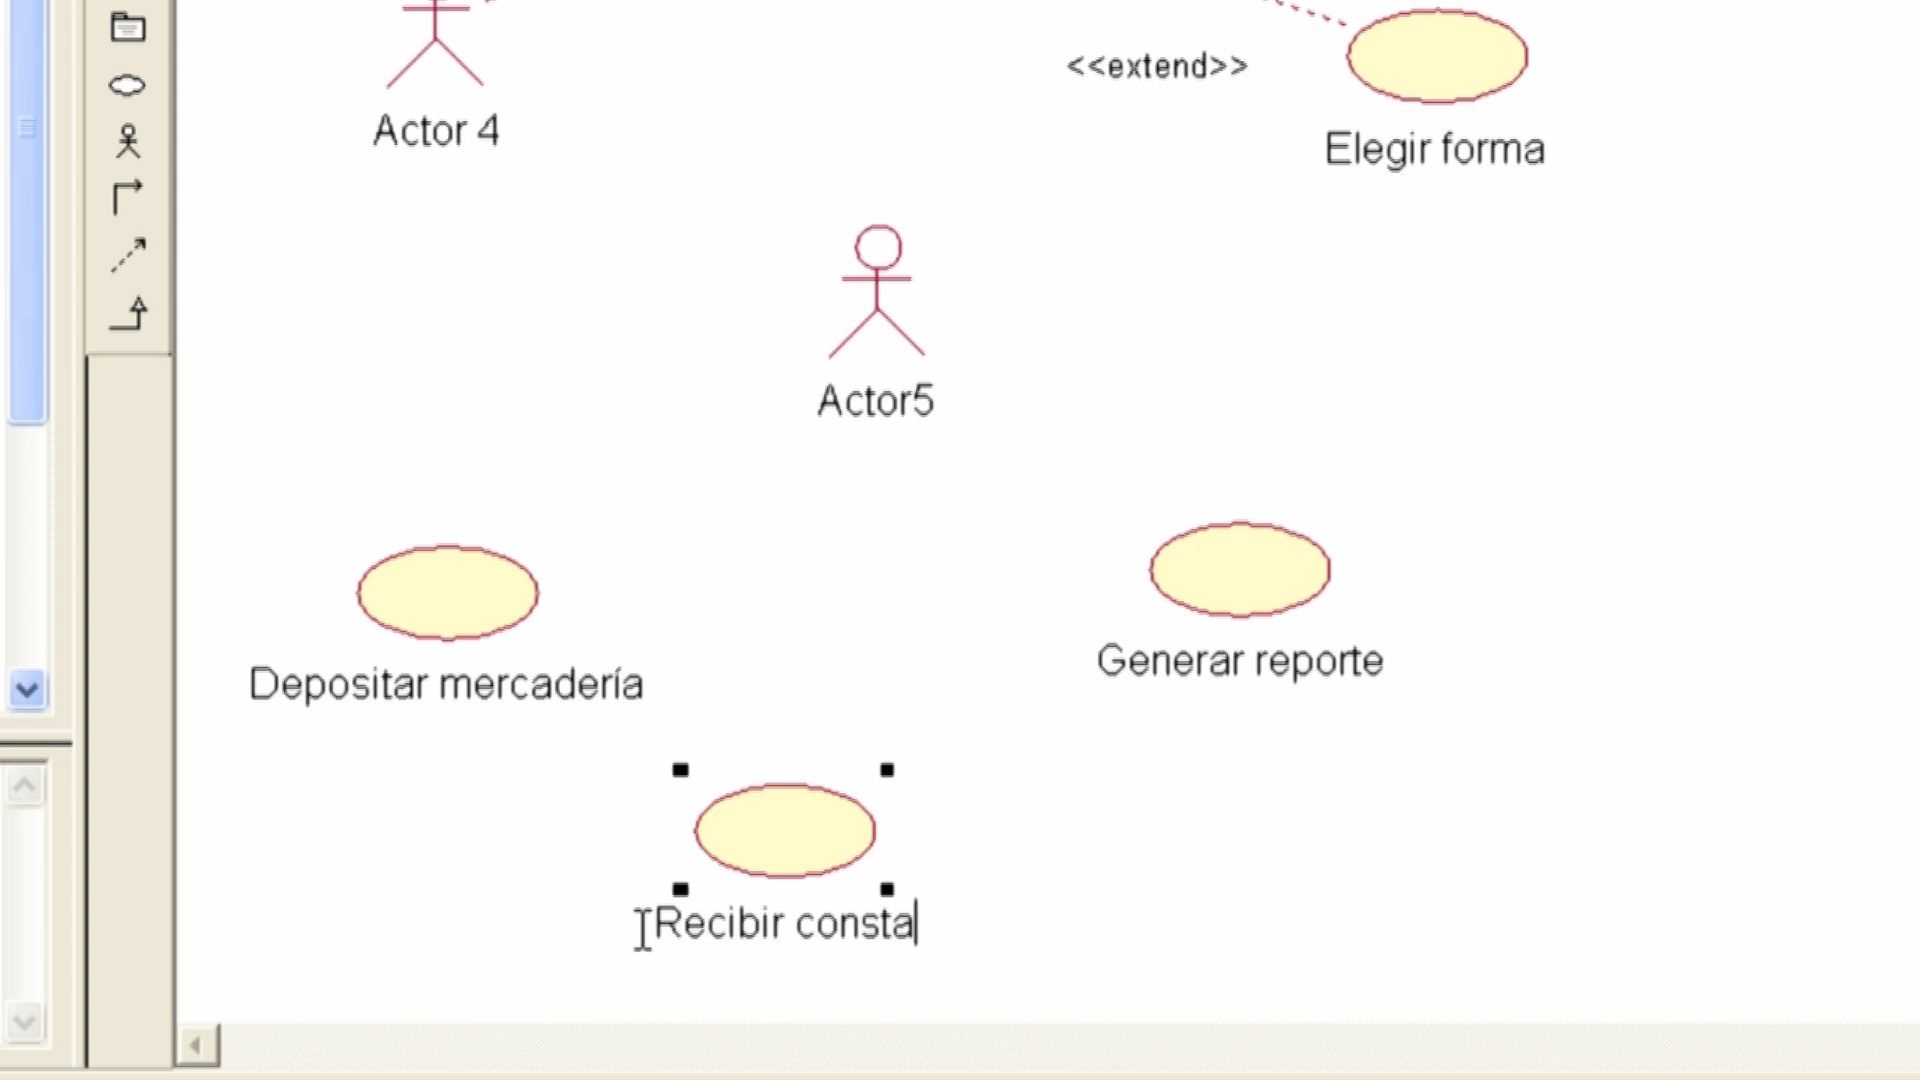 <<extend>>
Actor 4
Elegir forma
Actor5
Generar reporte
Depositar mercadería
Recibir consta